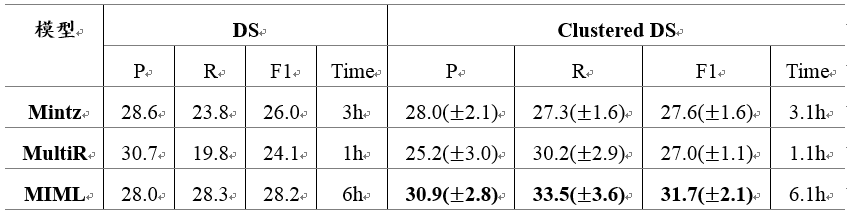 模型 DS Clustered DS
P R F1 Time P R F1 Time
Mintz 28.6 23.8 26.0 3h 28.0(±2.1) 27.3(±1.6) 27.6(±1.6) 3.1h
MultiR 30.7 19.8 24.1 1h 25.2(±3.0) 30.2(±2.9) 27.0(±1.1) 1.1h
MIML 28.0 28.3 28.2 6h 30.9(±2.8) 33.5(±3.6) 31.7(±2.1) 6.1h